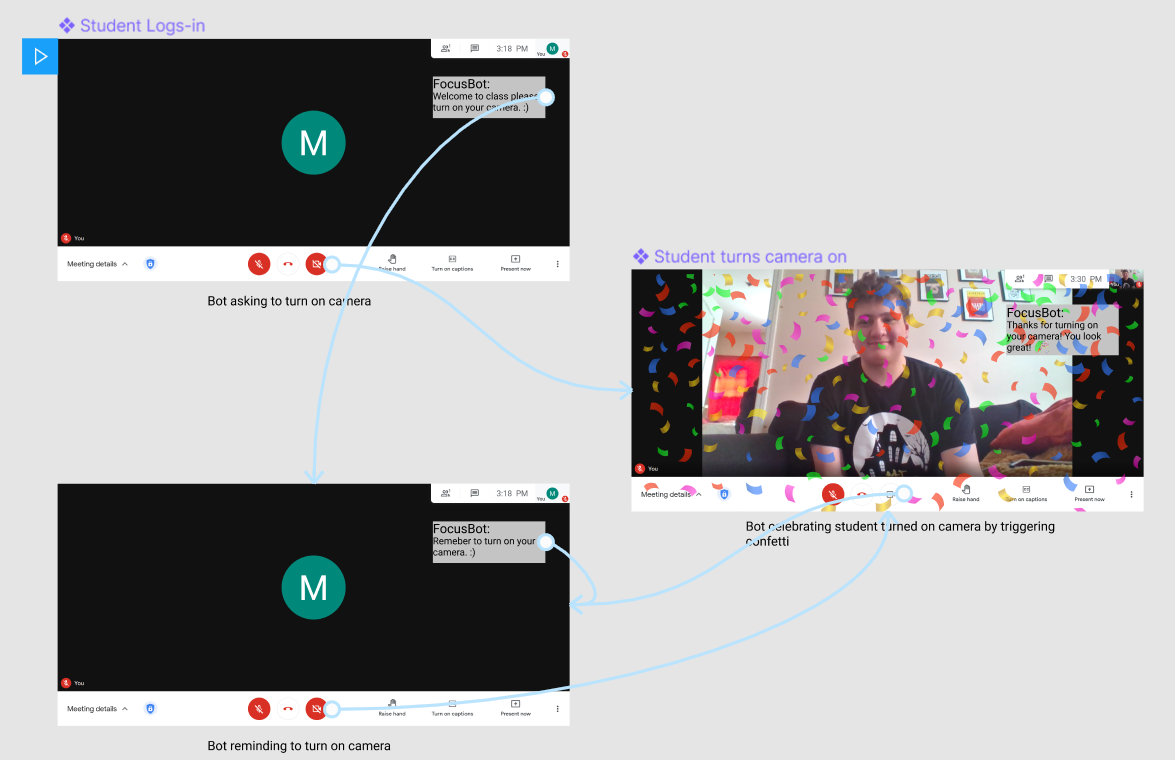 Student Logs-in
3:18 PM
M
You
FocusBot:
Welcome to class please
turn on your camera. :)
M
You
Meeting details
Raise hand
Turn on captions
Present now
Bot asking to turn on camera
Student turns camera on
3:30 PM
You
FocusBot:
Thanks for turning on
your camera! You look
great!
You
Meeting details
Raise hand
Turn on captions
Present now
Bot celebrating student turned on camera by triggering
confetti
3:18 PM
M
You
FocusBot:
Remeber to turn on your
camera. :)
M
You
Meeting details
Raise hand
Turn on captions
Present now
Bot reminding to turn on camera